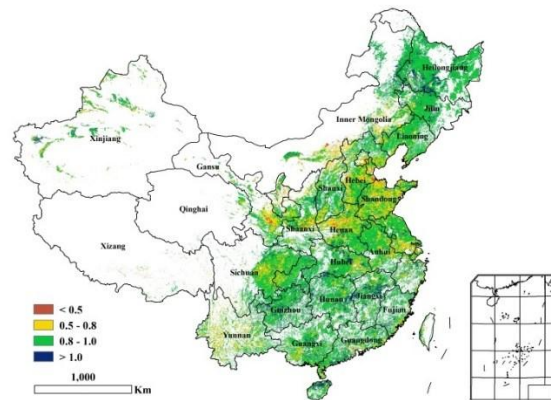 Heilongjiang
Jilin
Inner Mongolia
Liaoning
Xinjiang
Gansu
Hebei
Shanxi
Shandong
Qinghai
Shaanxi
Henan
Xizang
Anhui
Hubei
Sichuan
Hunan
Jiangxi
Guizhou
Fujian
Yunnan
Guangxi
Guangdong
< 0.5
0.5 - 0.8
0.8 - 1.0
> 1.0
1,000
Km